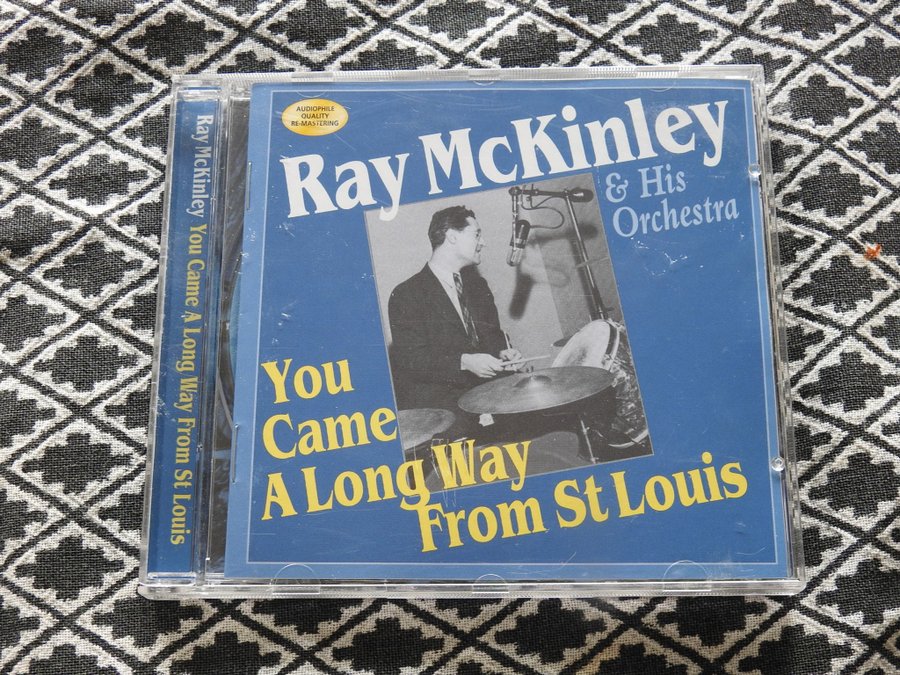 AUDIOPHILE
QUALITY
RE-MASTERING
Ray McKinley
& His
Orchestra
You
Came
A Long Way
From St Louis
Ray McKinley You Came A Long Way From St Louis